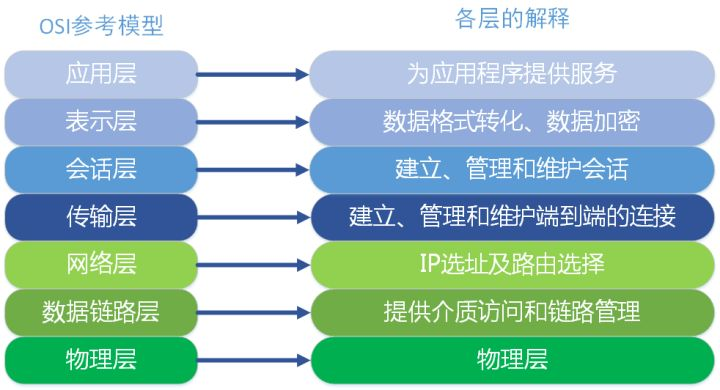 OSI参考模型
各层的解释
应用层
为应用程序提供服务
表示层
数据格式转化、数据加密
会话层
建立、管理和维护会话
传输层
建立、管理和维护端到端的连接
网络层
IP选址及路由选择
数据链路层
提供介质访问和链路管理
物理层
物理层